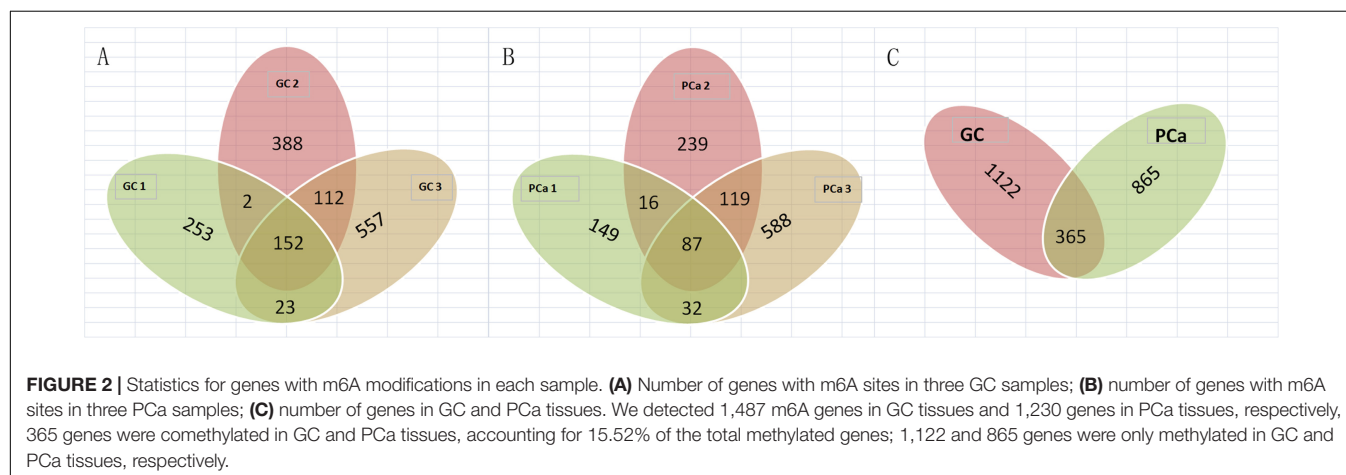 A
B
C
GC 2
PCa 2
388
239
GC
PCa
GC 1
GC 3
PCa 1
PCa 3
1122
865
2
112
16
119
253
557
149
588
152
87
365
23
32
FIGURE 2 | Statistics for genes with m6A modifications in each sample. (A) Number of genes with m6A sites in three GC samples; (B) number of genes with m6A
sites in three PCa samples; (C) number of genes in GC and PCa tissues. We detected 1,487 m6A genes in GC tissues and 1,230 genes in PCa tissues, respectively,
365 genes were comethylated in GC and PCa tissues, accounting for 15.52% of the total methylated genes; 1,122 and 865 genes were only methylated in GC and
PCa tissues, respectively.